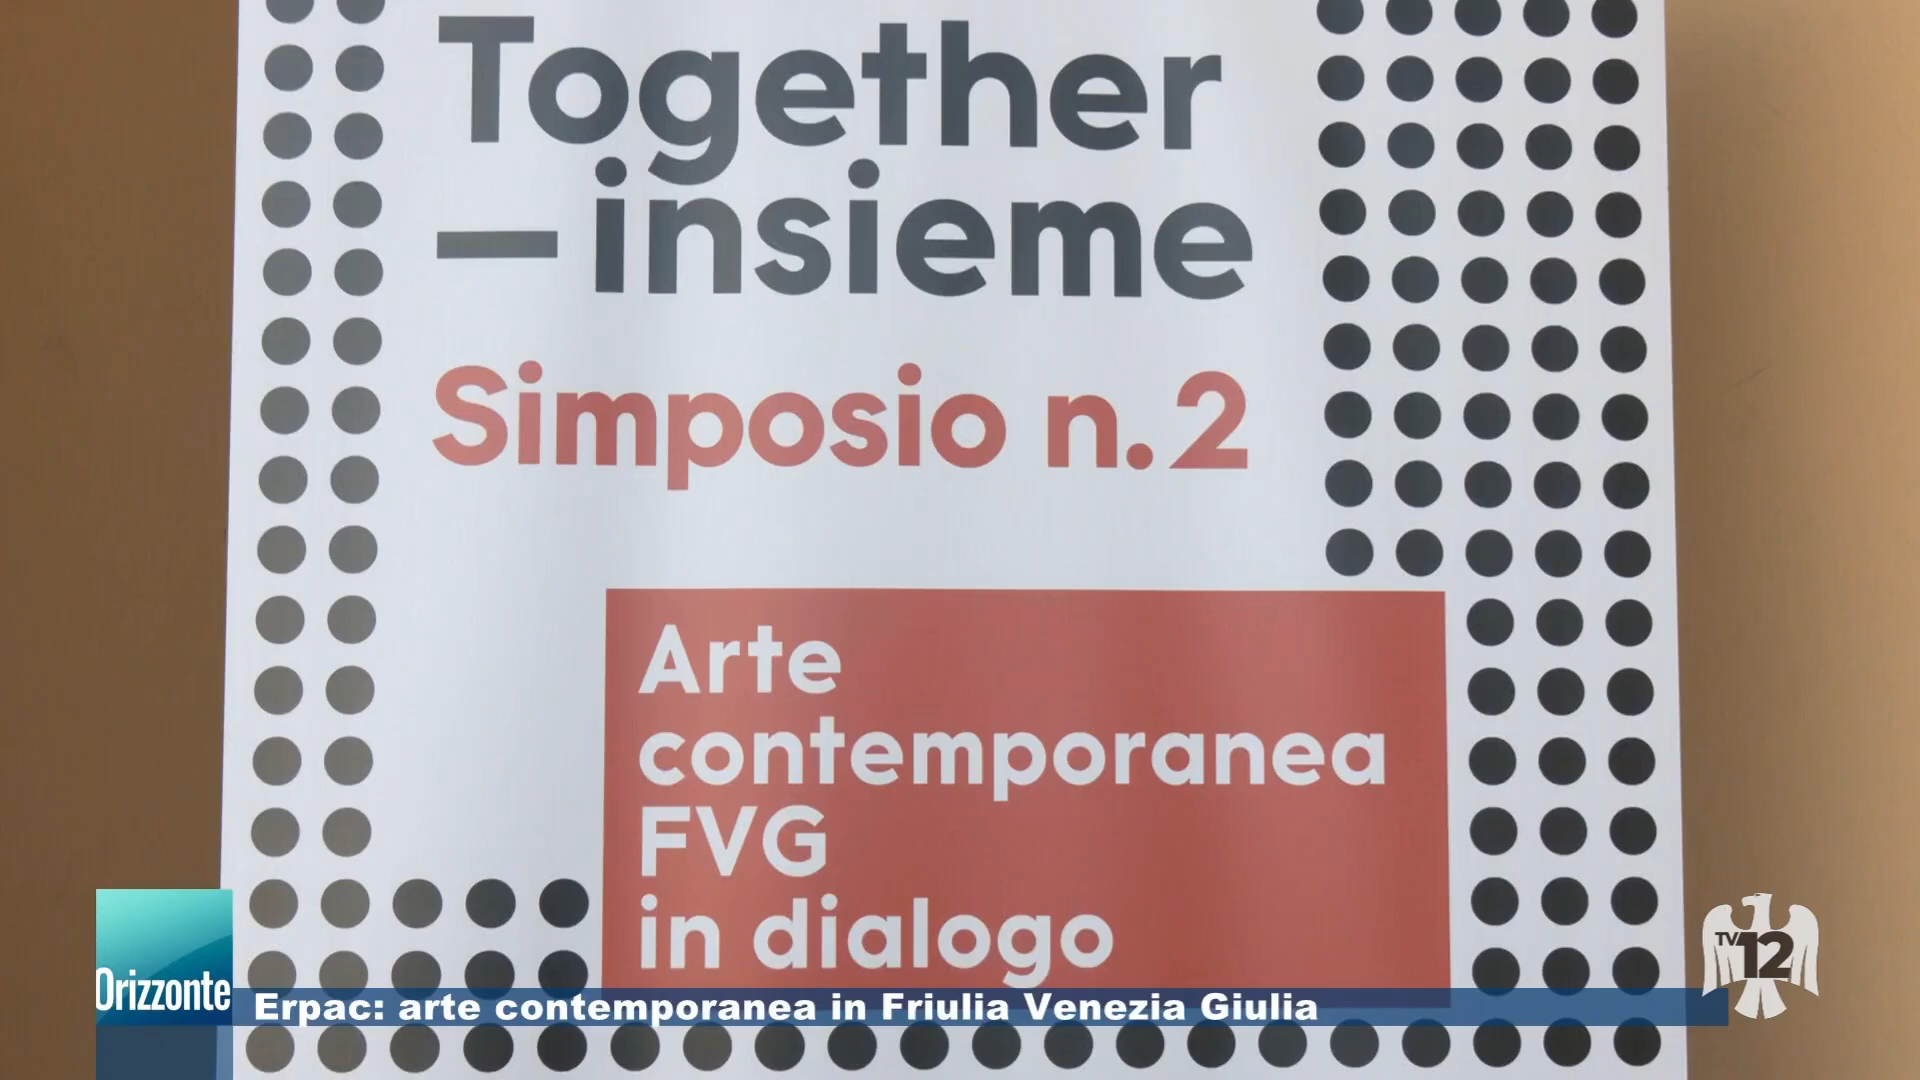 Together
—insieme
Simposio n.2
Arte
contemporanea
FVG
in dialogo
Orizzonte
Erpac: arte contemporanea in Friulia Venezia Giulia
TV12